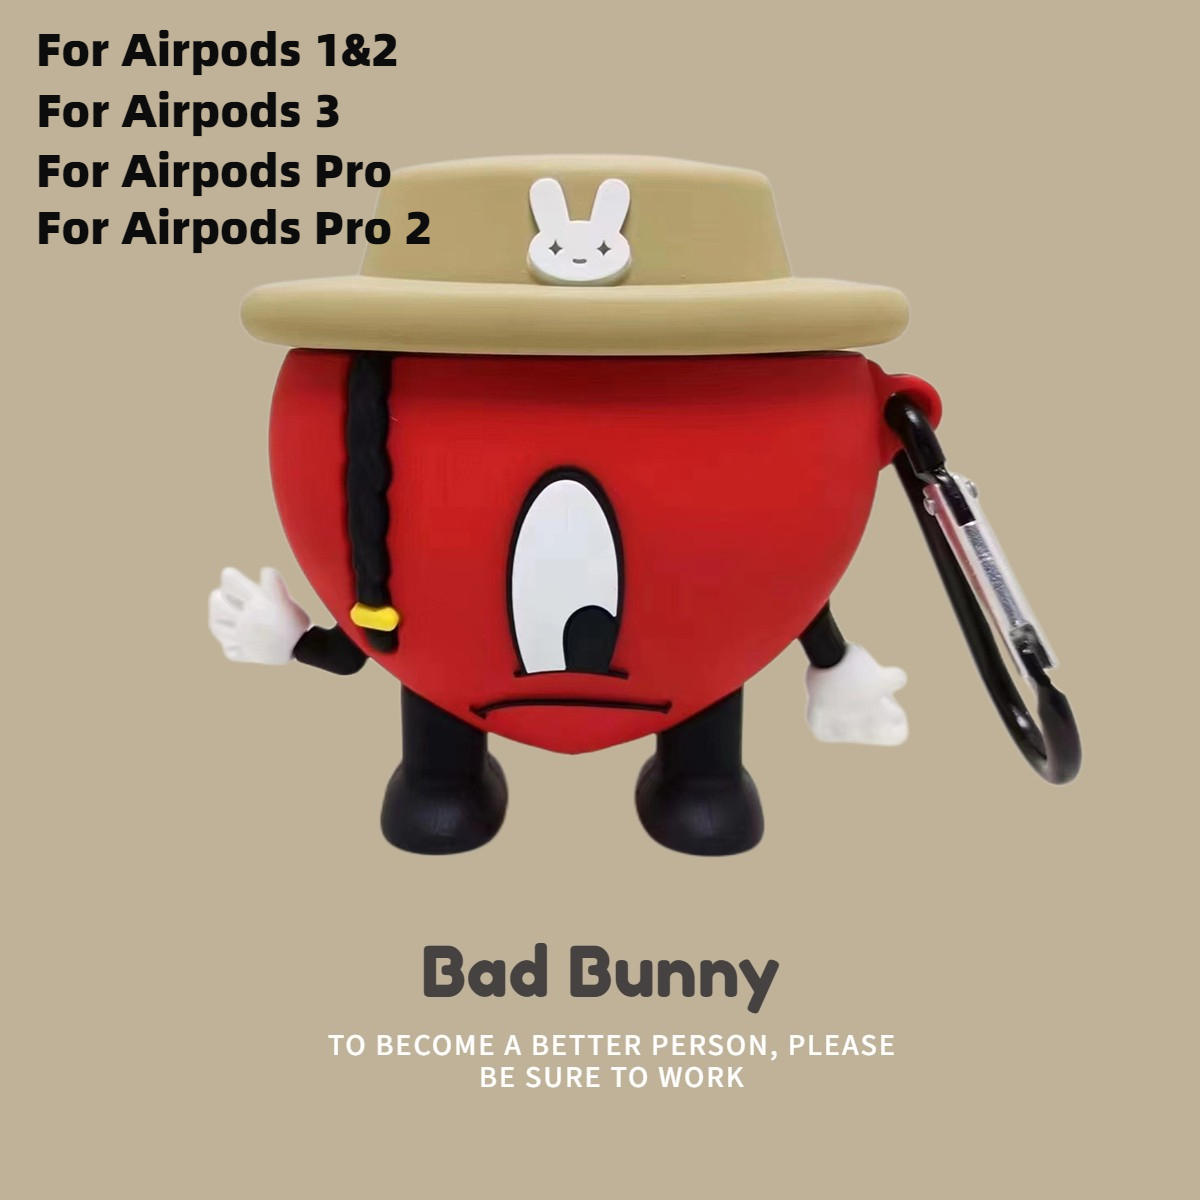 For Airpods 1&2
For Airpods 3
For Airpods Pro
For Airpods Pro 2
Bad Bunny
TO BECOME A BETTER PERSON, PLEASE
BE SURE TO WORK